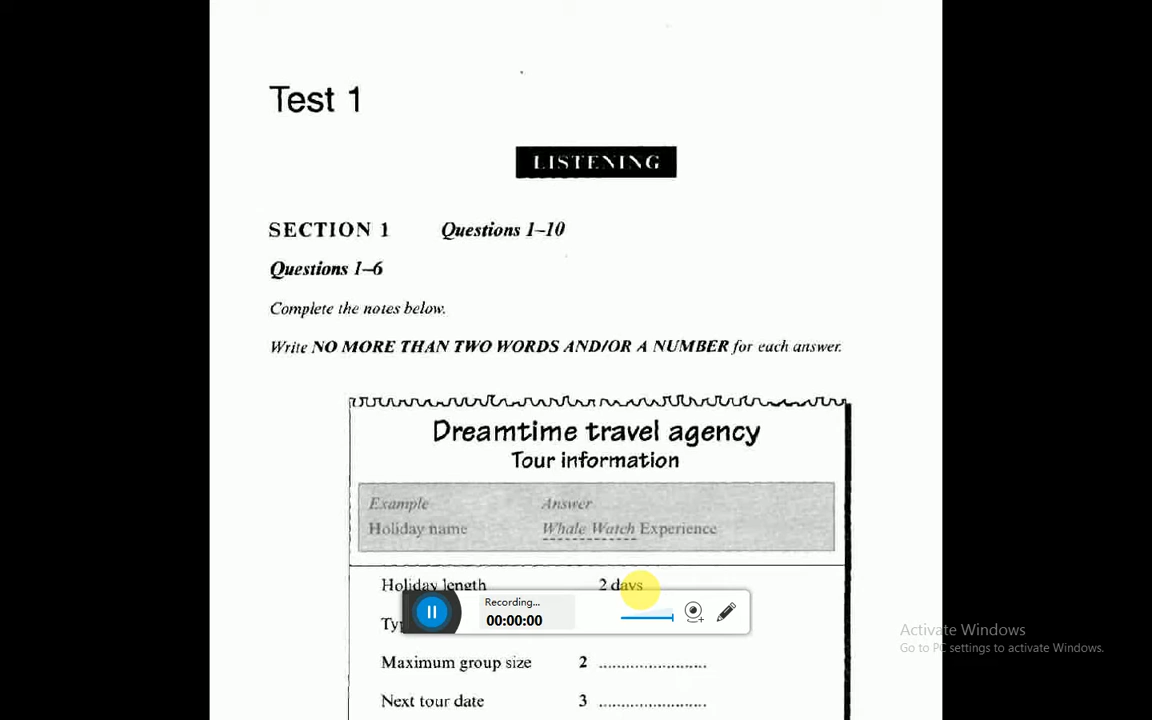 Test 1
LISTENING
SECTION 1 Questions 1–10
Questions 1–6
Complete the notes below.
Write NO MORE THAN TWO WORDS AND/OR A NUMBER for each answer.
Dreamtime travel agency
Tour information
Example Answer
Holiday name Whale Watch Experience
Holiday length 2 days
Recording...
00:00:00
Activate Windows
Go to PC settings to activate Windows.
Maximum group size 2 ........................
Next tour date 3 ........................